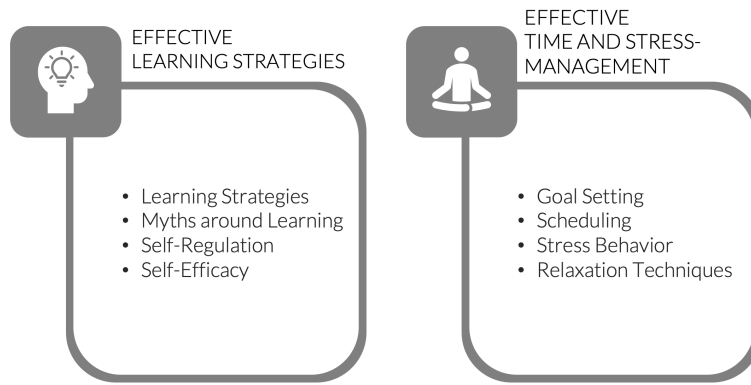 EFFECTIVE
LEARNING STRATEGIES
• Learning Strategies
• Myths around Learning
• Self-Regulation
• Self-Efficacy
EFFECTIVE
TIME AND STRESS-
MANAGEMENT
• Goal Setting
• Scheduling
• Stress Behavior
• Relaxation Techniques